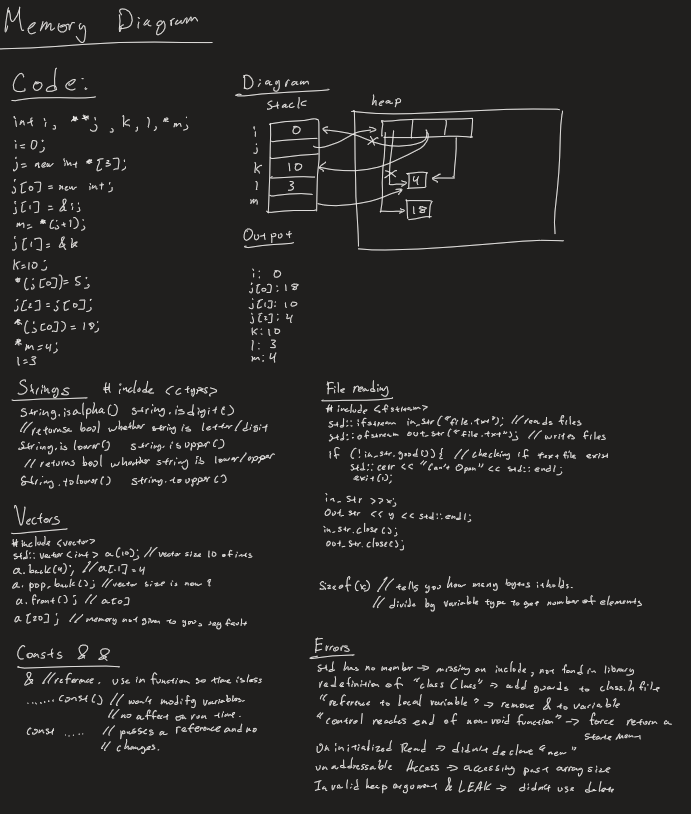 Memory Diagram
Code:
int i, **j, k, l, *m;
i=0;
j= new int *[3];
j[0]=new int;
j[1] = &i;
m= *(j+1);
j[1]= &k
k=10;
*(j[0])= 5;
j[2]=j[0];
*(j[0]) = 18;
*m=4;
l=3
Diagram
stack
heap
i 0
j
k 10
l 3
m
4
18
Output
i: 0
j[0]: 18
j[1]: 10
j[2]: 4
k:10
l: 3
m:4
Strings # include <ctypes>
String.isalpha() string.isdigit()
//returnsa bool whether string is letter/digit
String.islower() string.isupper()
// returns bool whether string is lower/upper
String.tolower() string.toupper()
Vectors
#include <vector>
std::vector<int> a(10); // vector size 10 of ints
a.back(4); // a[-1]=4
a.pop_back(); // vector size is now 9
a.front(); // a[0]
a[20]; // memory not given to you, seg fault
Consts & &
& //reference. use in function so time is less
.......const() // wont modify variables.
// no affect on run time.
const ..... // passes a reference and no
// changes.
File reading
#include <fstream>
std::ifstream in_str("file.txt"); //reads files
std::ofstream out_str("file.txt"); // writes files
if (!in_str.good()){ // checking if text file exist
std::cerr << "Can't Open" << std::endl;
exit(1);
in_str >> x;
Out_str << y << std::endl;
in_str.close();
out_str.close();
Sizeof(x) // tells you how many bytes it holds.
// divide by variable type to get number of elements
Errors
Std has no member → missing an include, not fond in library
redefinition of "class Class" → add guards to class.h file
"reference to local variable" → remove & to variable
"control reaches end of non-void function" → force return a
statement
Uninitialized Read → didnt declare "new"
unaddressable Access → accessing past array size
Invalid heap argument & LEAK → didnt use delete